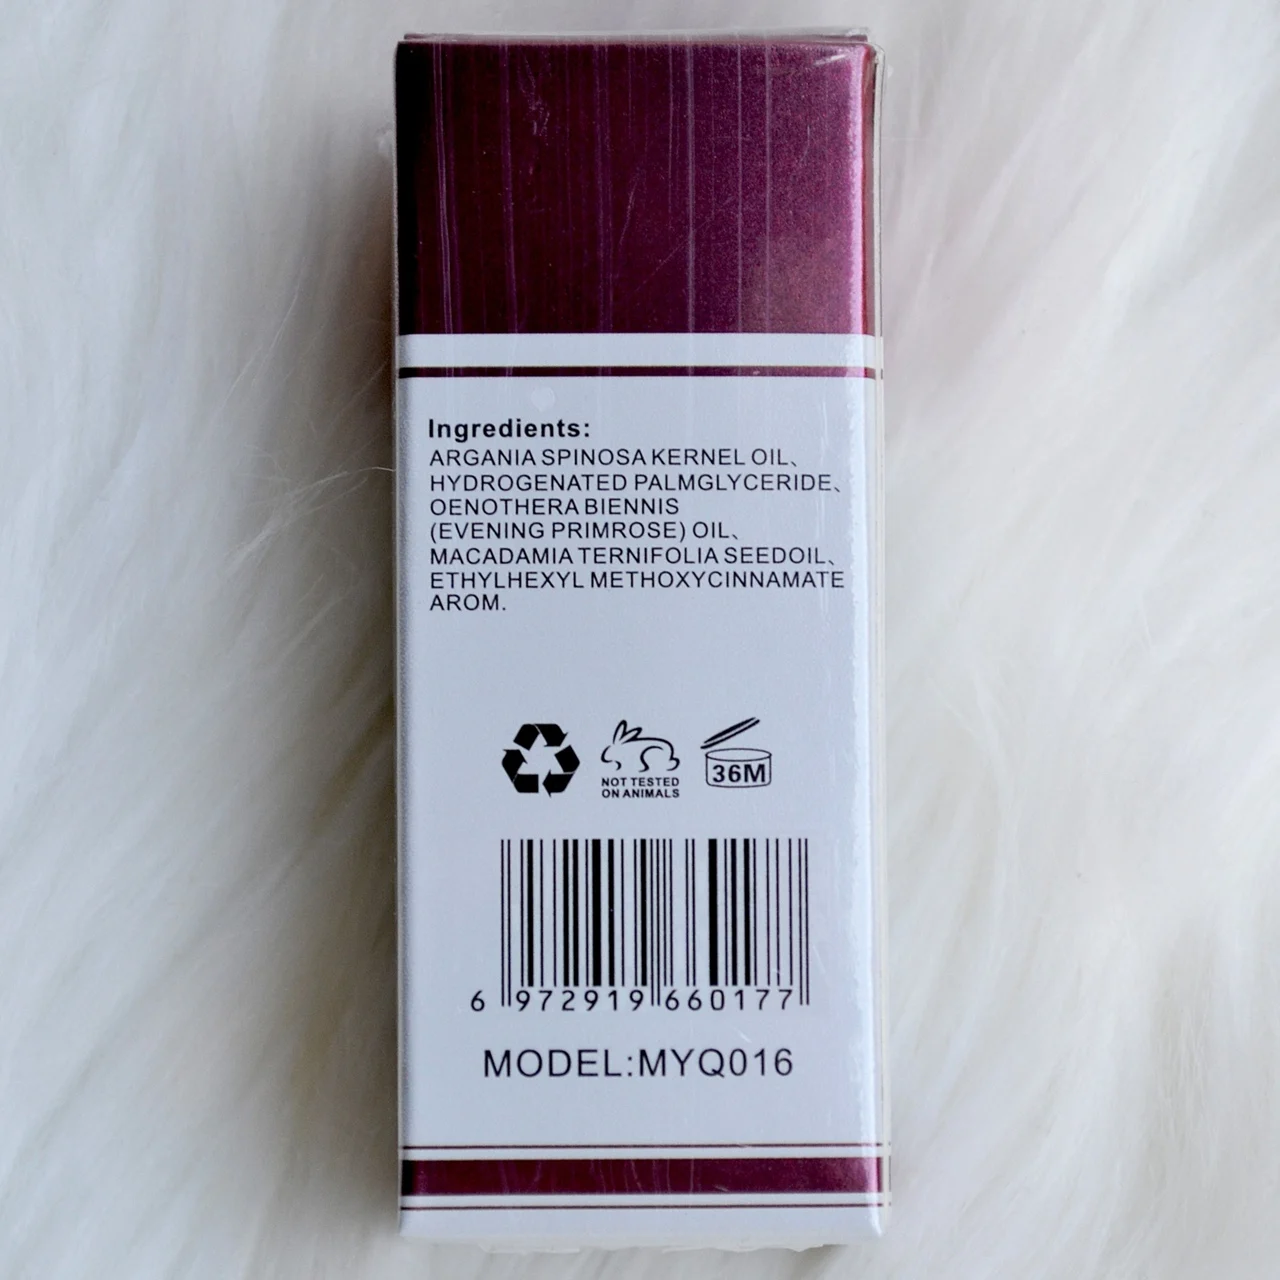 Ingredients:
ARGANIA SPINOSA KERNEL OIL、
HYDROGENATED PALMGLYCERIDE、
OENOTHERA BIENNIS
(EVENING PRIMROSE) OIL、
MACADAMIA TERNIFOLIA SEEDOIL、
ETHYLHEXYL METHOXYCINNAMATE
AROM.
NOT TESTED
ON ANIMALS
36M
6 972919 660177
MODEL:MYQ016